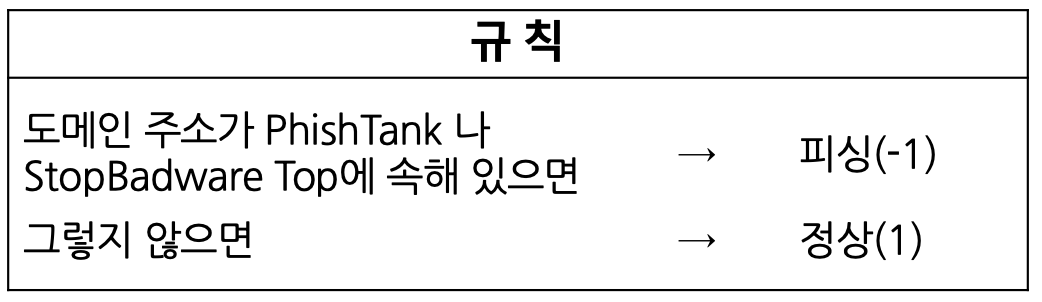 규 칙
도메인 주소가 PhishTank 나
StopBadware Top에 속해 있으면 → 피싱(-1)
그렇지 않으면 → 정상(1)